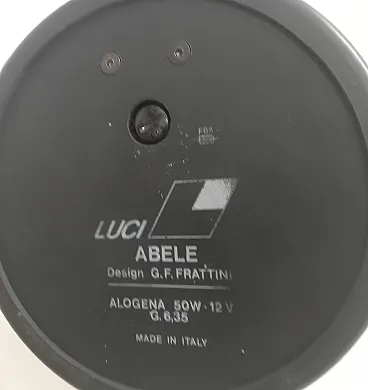 LUCI
ABELE
Design G.F. FRATTINI
ALOGENA 50W - 12 V
G. 6,35
MADE IN ITALY